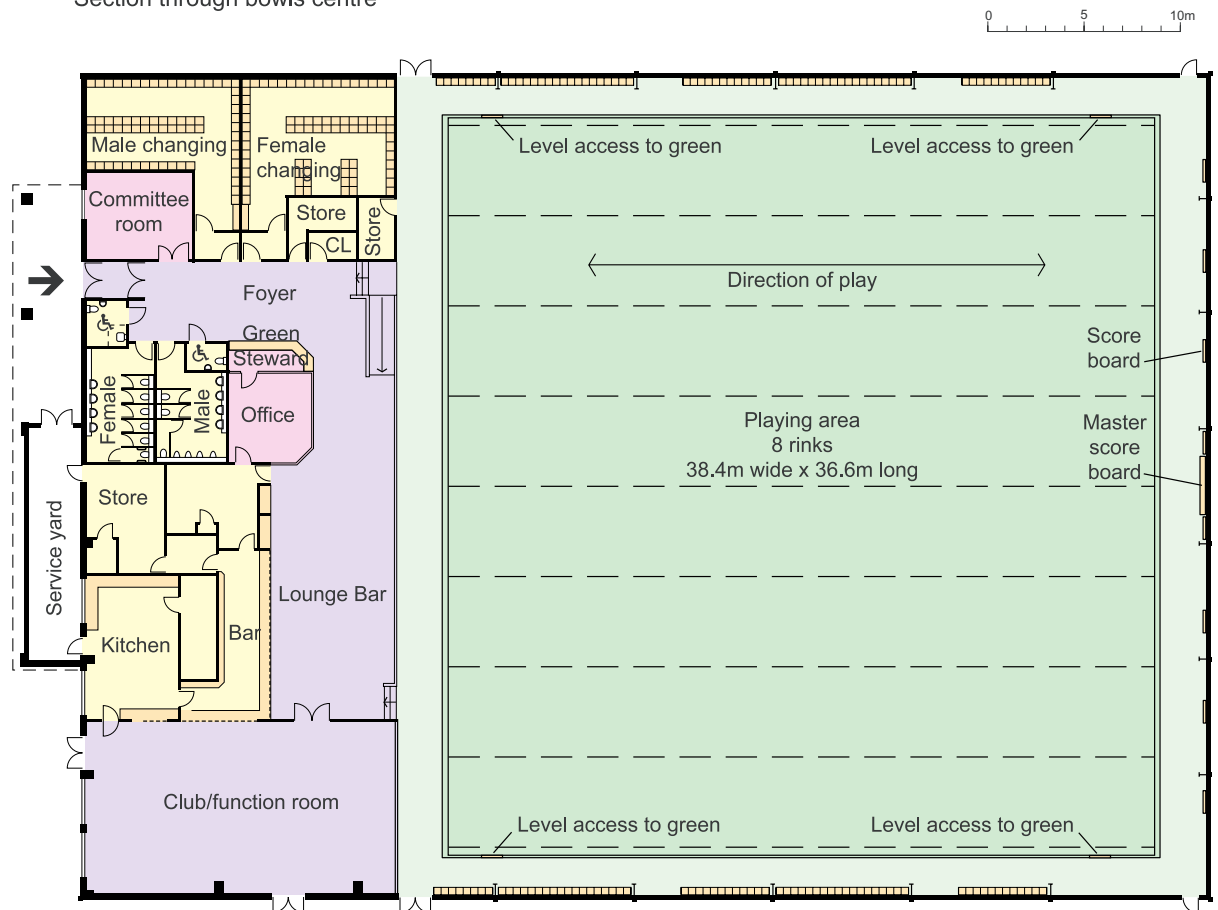 Section through bowls centre
0 5 10m
Male changing
Female
changing
Level access to green
Level access to green
Committee
room
Store
Store
CL
Foyer
Direction of play
Green
Steward
Score
board
Office
Female
Male
Playing area
8 rinks
38.4m wide x 36.6m long
Master
score
board
Store
Service yard
Lounge Bar
Kitchen
Bar
Club/function room
Level access to green
Level access to green